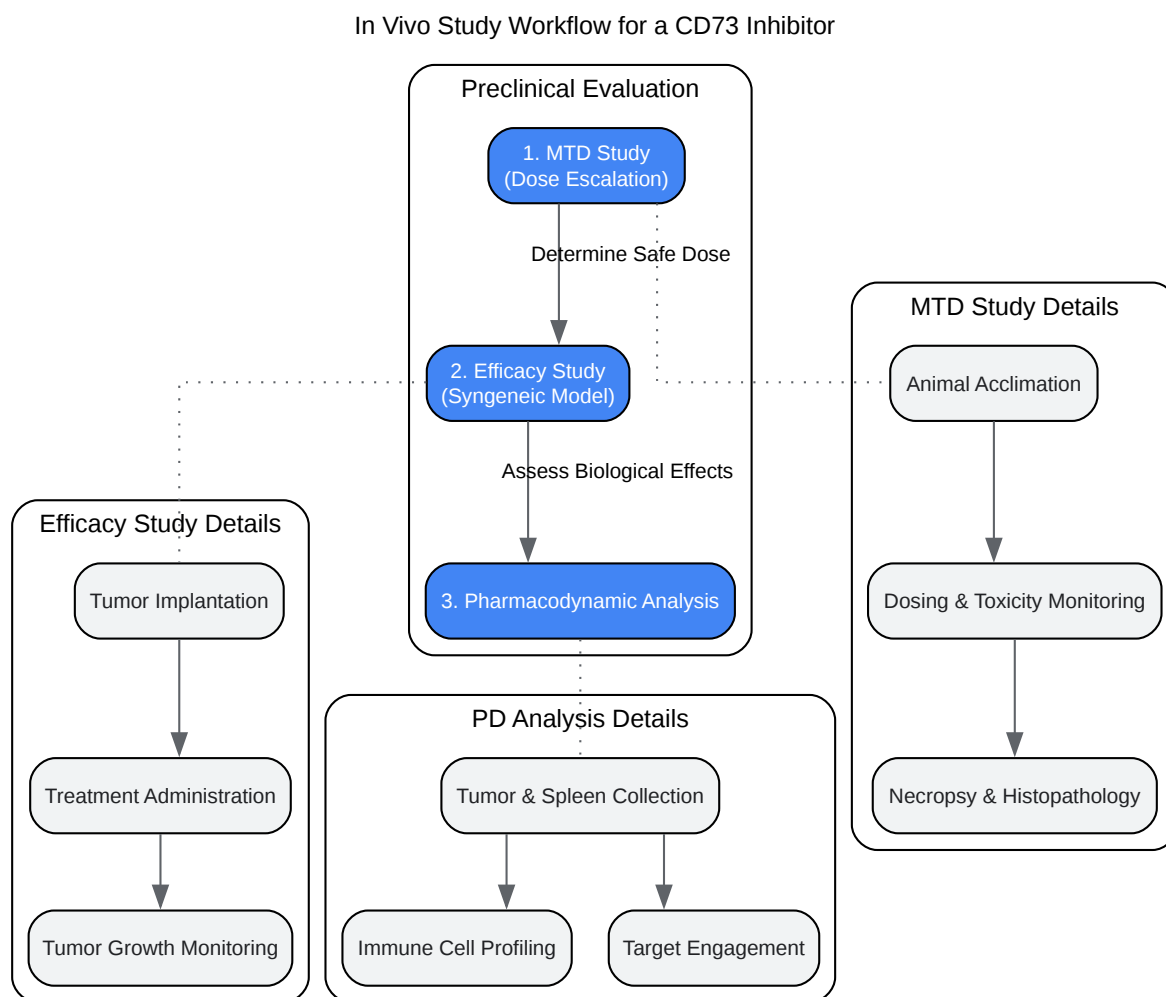 In Vivo Study Workflow for a CD73 Inhibitor
Preclinical Evaluation
1. MTD Study
(Dose Escalation)
Determine Safe Dose
2. Efficacy Study
(Syngeneic Model)
Assess Biological Effects
3. Pharmacodynamic Analysis
MTD Study Details
Animal Acclimation
Dosing & Toxicity Monitoring
Necropsy & Histopathology
Efficacy Study Details
Tumor Implantation
Treatment Administration
Tumor Growth Monitoring
PD Analysis Details
Tumor & Spleen Collection
Immune Cell Profiling
Target Engagement